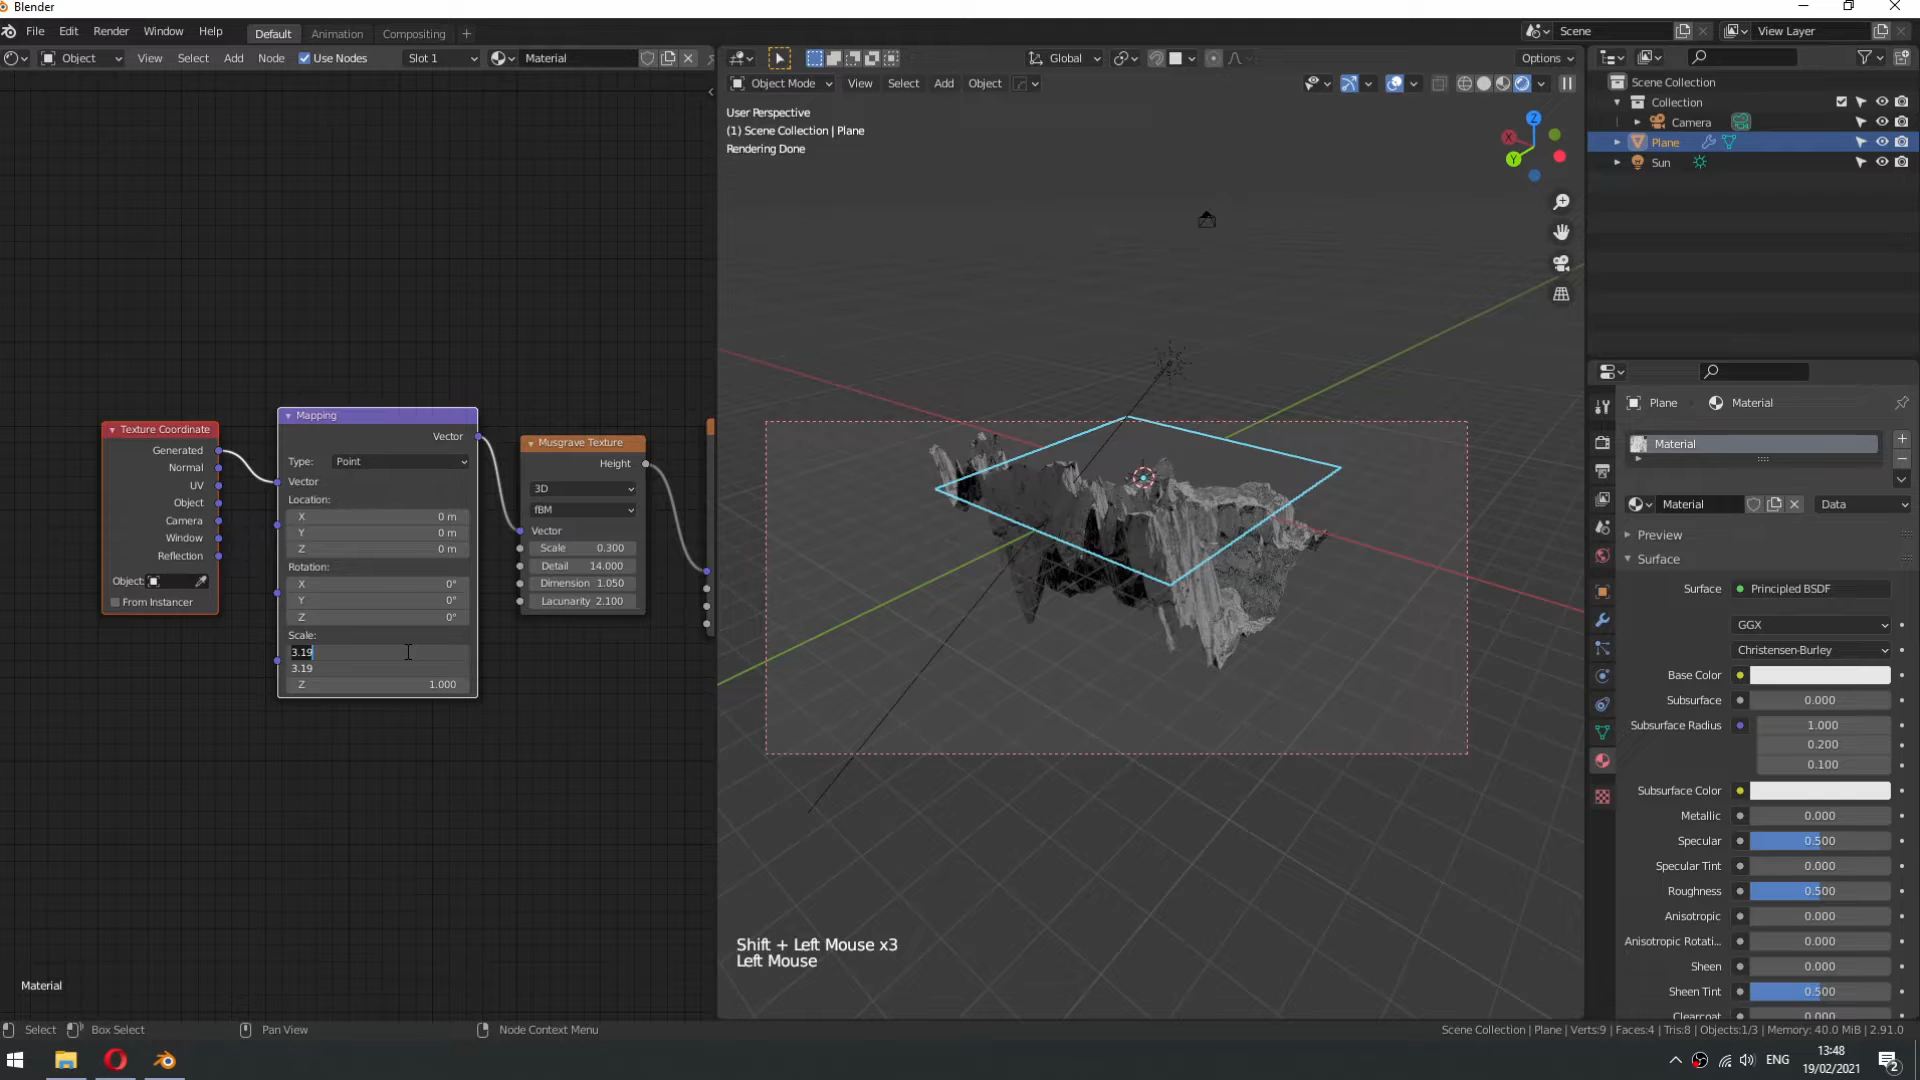 Blender
File Edit Render Window Help Default Animation Compositing + Scene View Layer
Object View Select Add Node Use Nodes Slot 1 Material Global Options
Object Mode View Select Add Object
User Perspective
(1) Scene Collection | Plane
Rendering Done
X
Y
Z
Scene Collection
Collection
Camera
Plane
Sun
Texture Coordinate
Generated
Normal
UV
Object
Camera
Window
Reflection
Object:
From Instancer
Mapping
Vector
Type: Point
Vector
Location:
X 0 m
Y 0 m
Z 0 m
Rotation:
X 0°
Y 0°
Z 0°
Scale:
3.19
3.19
Z 1.000
Musgrave Texture
Height
3D
fBM
Vector
Scale 0.300
Detail 14.000
Dimension 1.050
Lacunarity 2.100
Plane Material
Material
Material Data
Preview
Surface
Surface Principled BSDF
GGX
Christensen-Burley
Base Color
Subsurface 0.000
Subsurface Radius 1.000
0.200
0.100
Subsurface Color
Metallic 0.000
Specular 0.500
Specular Tint 0.000
Roughness 0.500
Anisotropic 0.000
Anisotropic Rotati... 0.000
Sheen 0.000
Sheen Tint 0.500
Clearcoat 0.000
Shift + Left Mouse x3
Left Mouse
Material
Select Box Select Pan View Node Context Menu
Scene Collection | Plane | Verts:9 | Faces:4 | Tris:8 | Objects:1/3 | Memory: 40.0 MiB | 2.91.0
ENG
13:48
19/02/2021
2